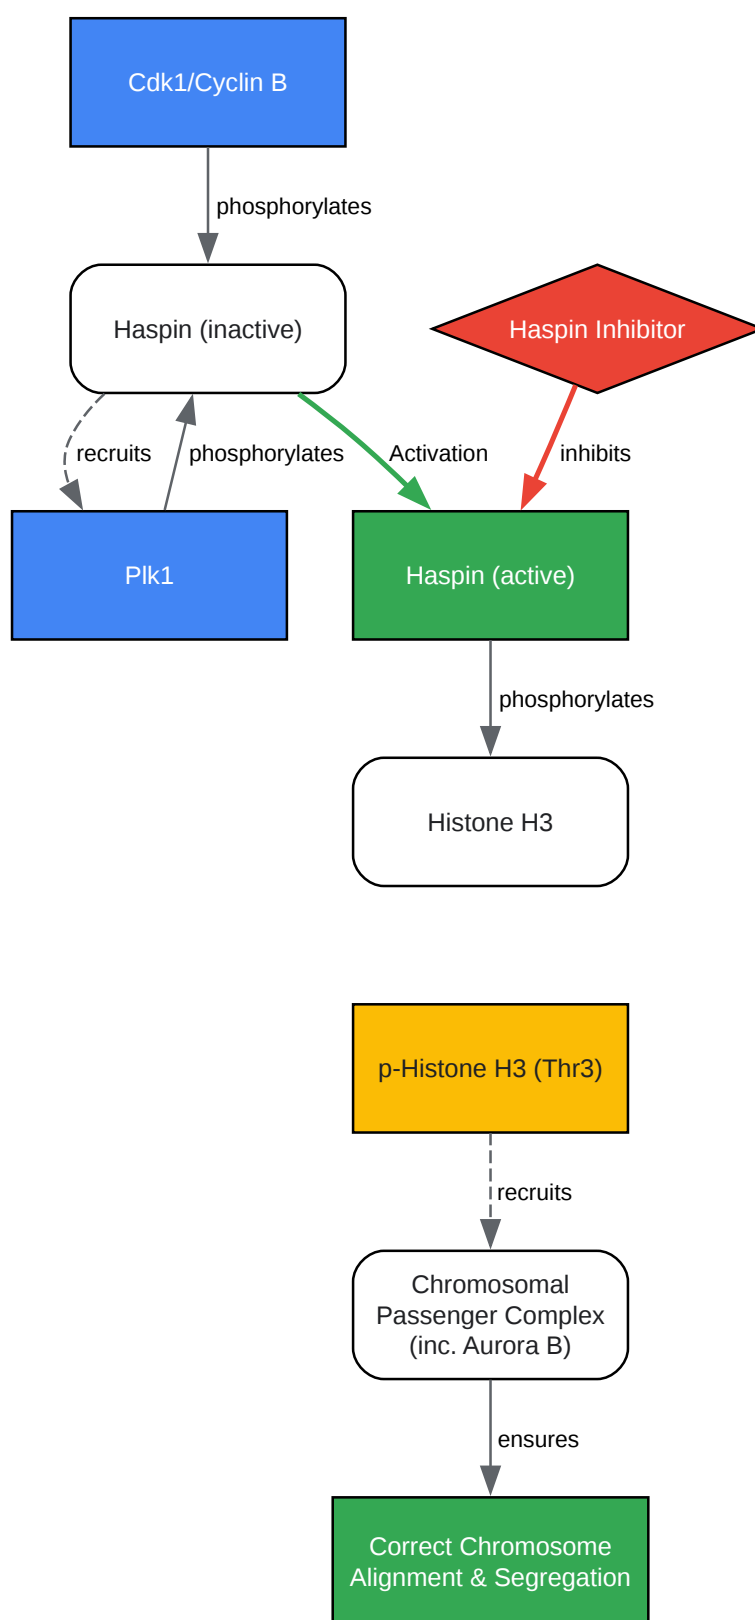 Cdk1/Cyclin B
phosphorylates
Haspin (inactive)
Haspin Inhibitor
recruits
phosphorylates
Activation
inhibits
Plk1
Haspin (active)
phosphorylates
Histone H3
p-Histone H3 (Thr3)
recruits
Chromosomal
Passenger Complex
(inc. Aurora B)
ensures
Correct Chromosome
Alignment & Segregation